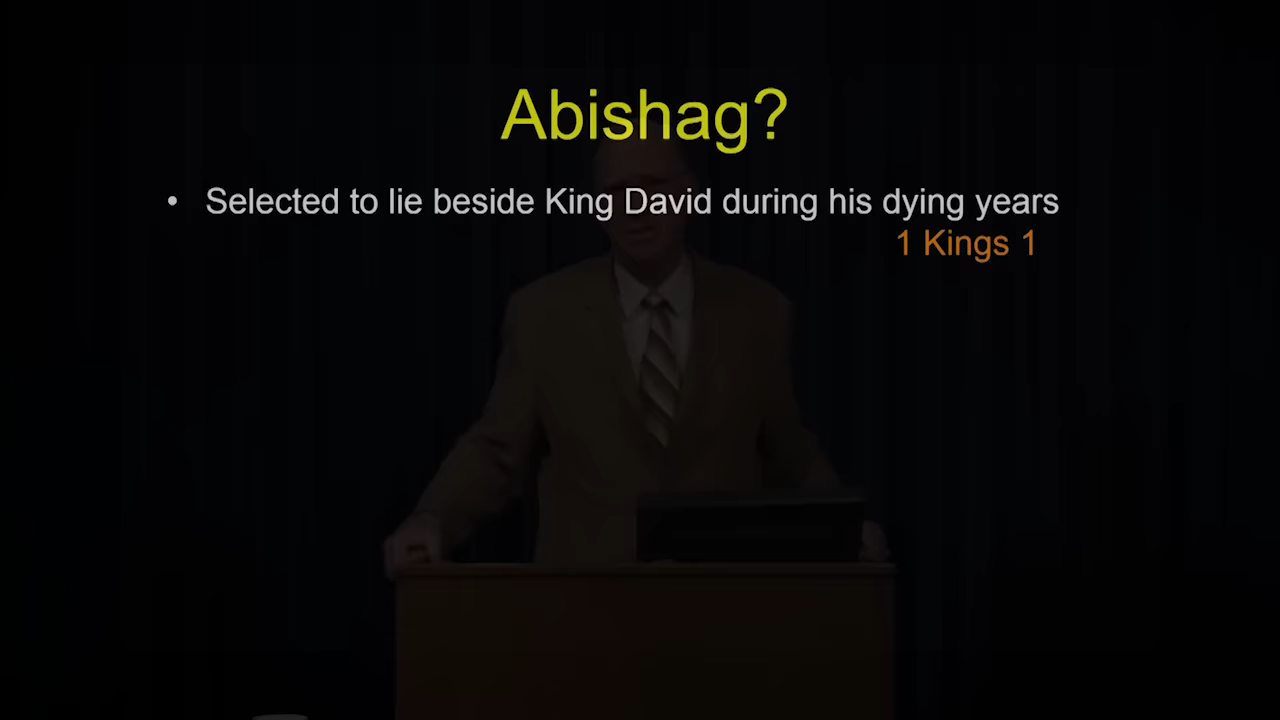 Abishag?
• Selected to lie beside King David during his dying years
1 Kings 1